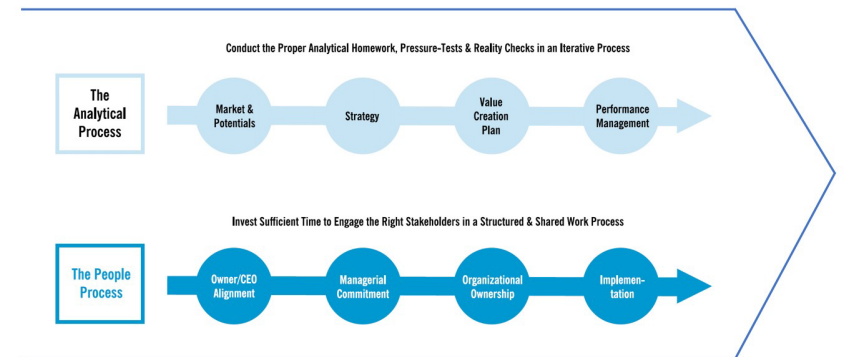 Conduct the Proper Analytical Homework, Pressure-Tests & Reality Checks in an Iterative Process
The
Analytical
Process
Market &
Potentials
Strategy
Value
Creation
Plan
Performance
Management
Invest Sufficient Time to Engage the Right Stakeholders in a Structured & Shared Work Process
The People
Process
Owner/CEO
Alignment
Managerial
Commitment
Organizational
Ownership
Implemen-
tation